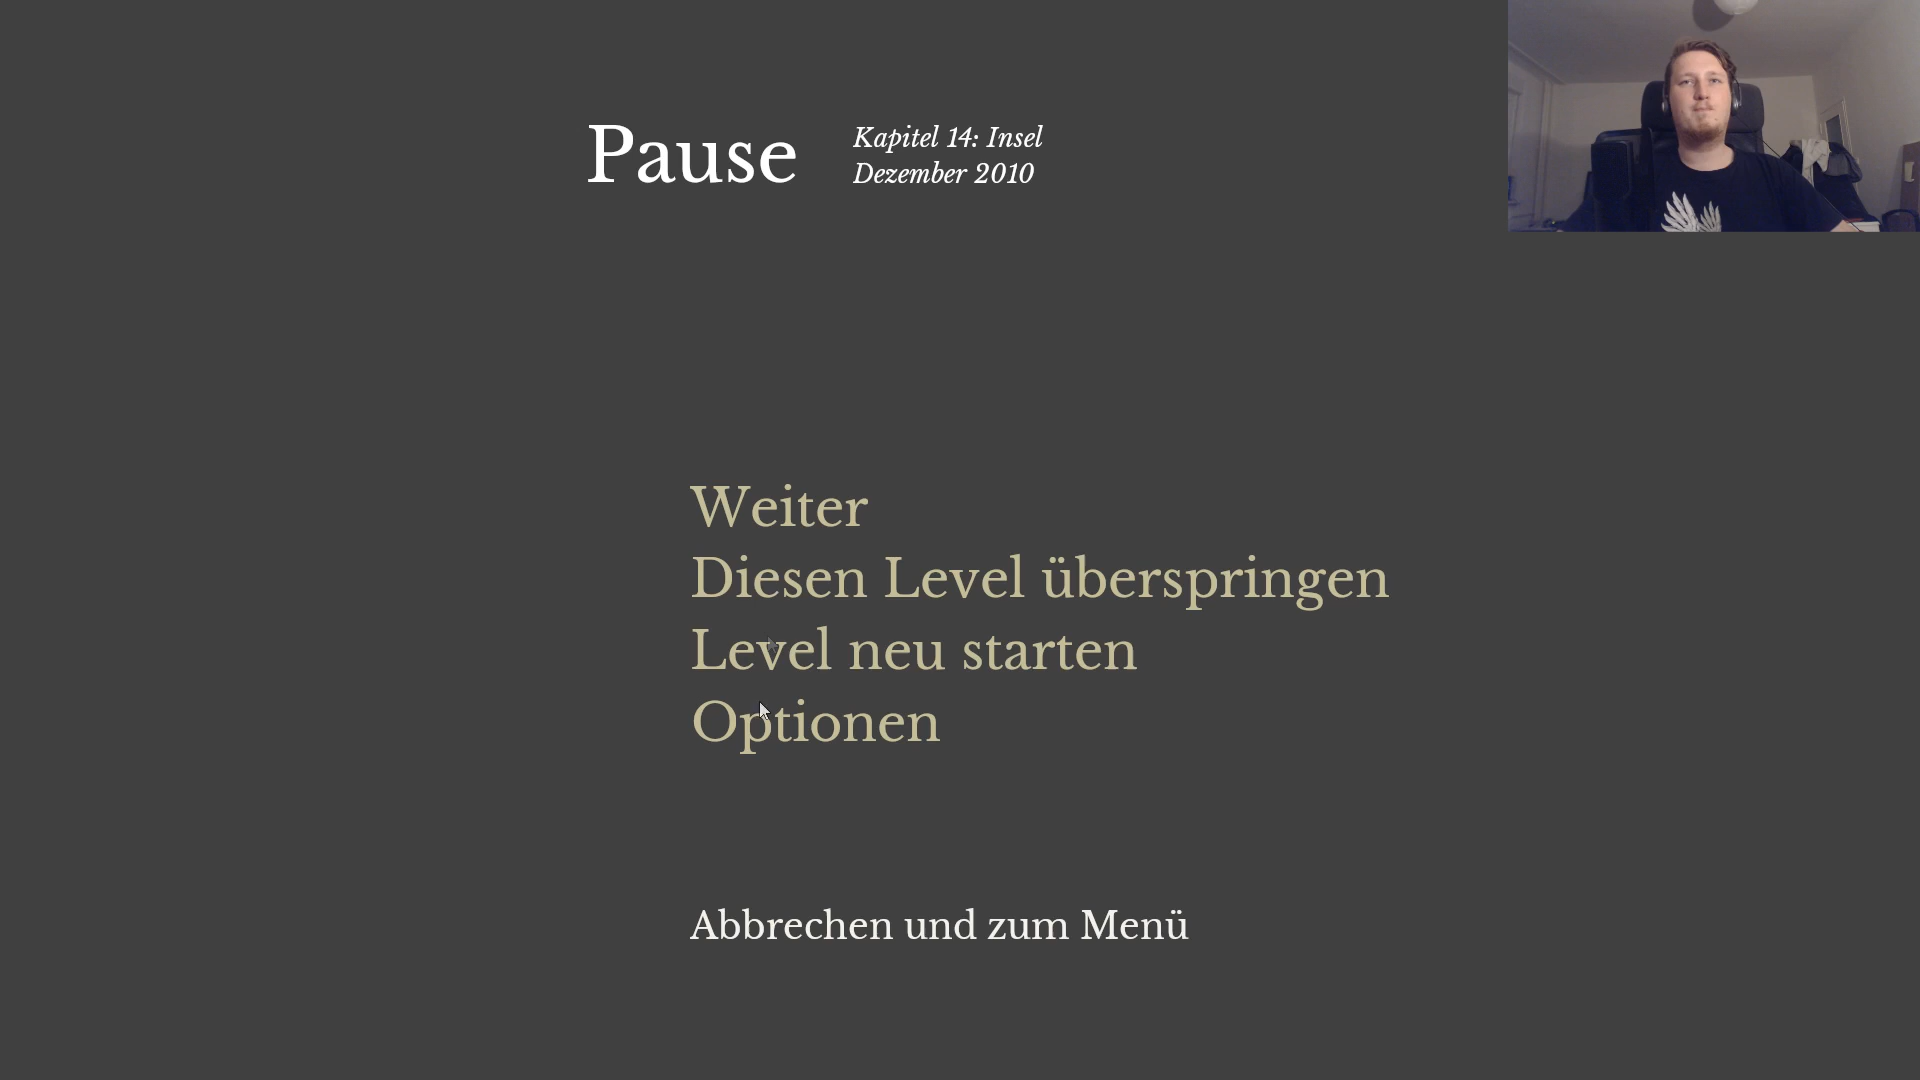 Pause
Kapitel 14: Insel
Dezember 2010
Weiter
Diesen Level überspringen
Level neu starten
Optionen
Abbrechen und zum Menü